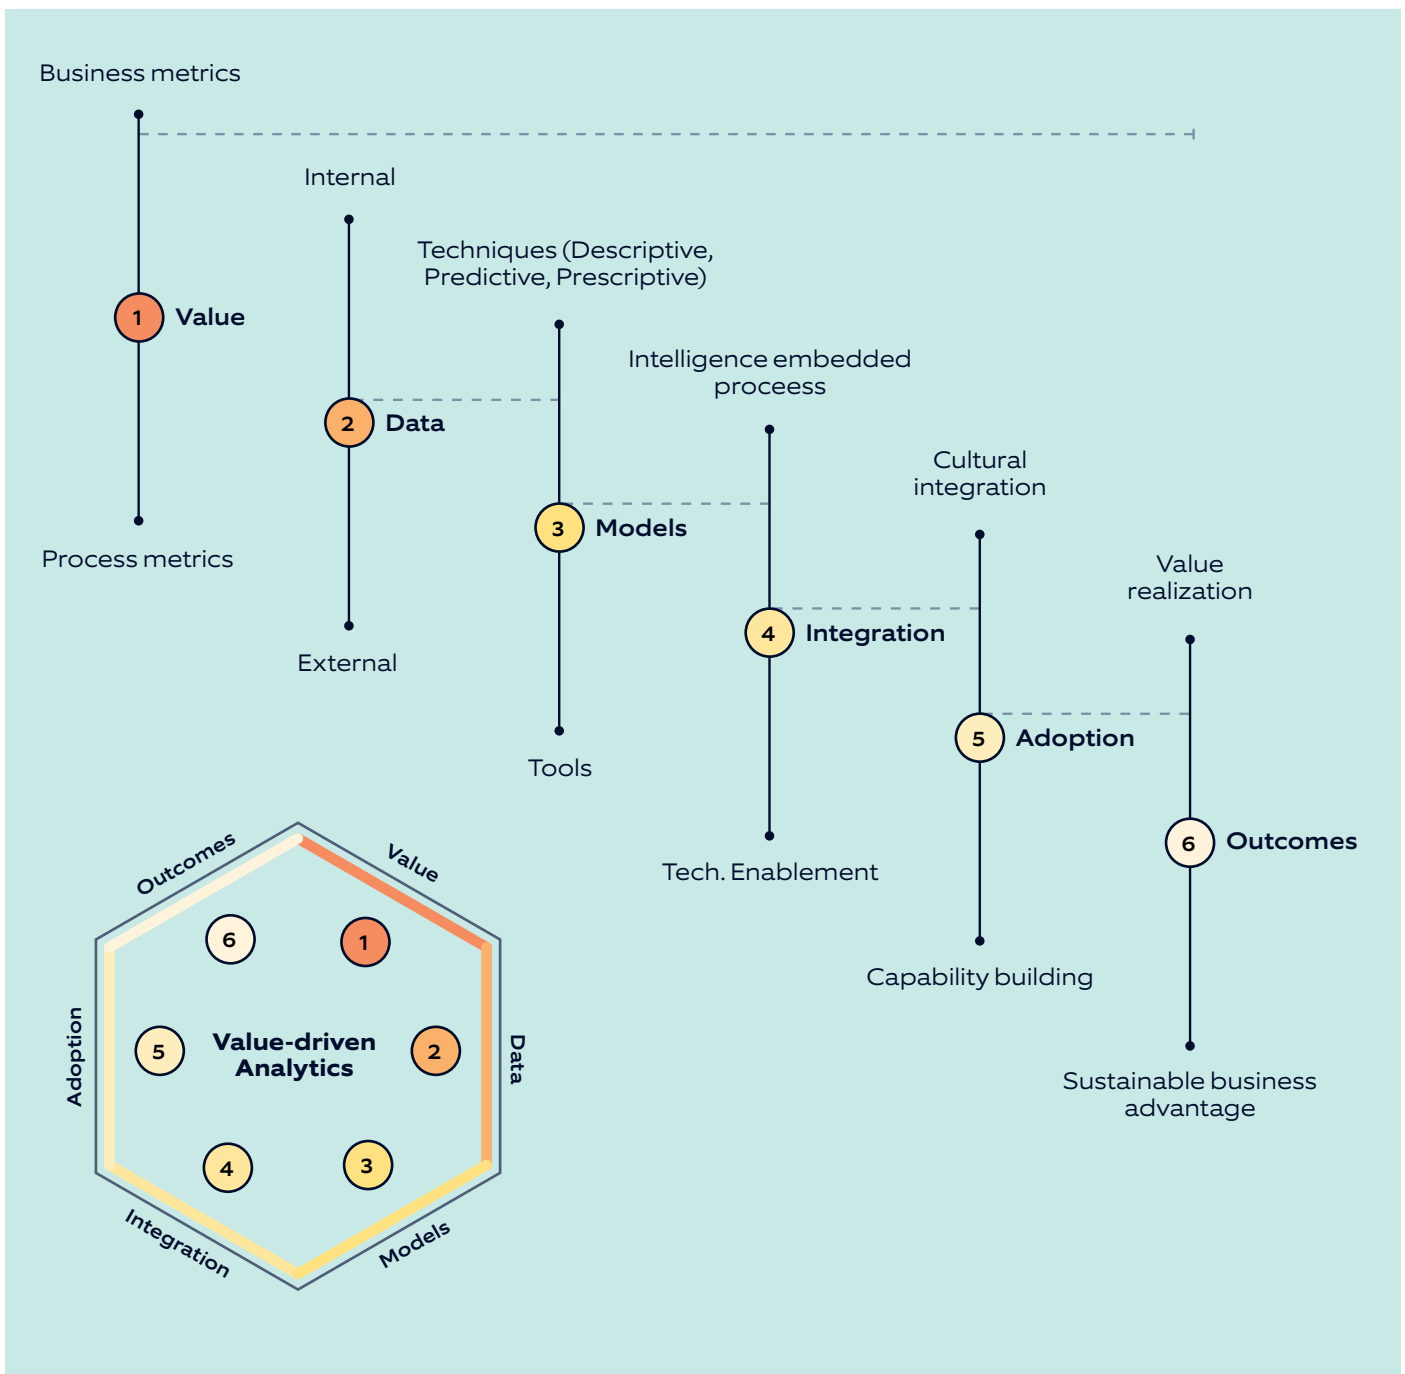 Business metrics
Internal
Techniques (Descriptive,
Predictive, Prescriptive)
1 Value
Intelligence embedded
proceess
2 Data
Cultural
integration
3 Models
Process metrics
Value
realization
4 Integration
External
5 Adoption
Tools
6 Outcomes
Tech. Enablement
Capability building
Sustainable business
advantage
Outcomes
Value
6
1
Adoption
5
Value-driven
Analytics
2
Data
4
3
Integration
Models